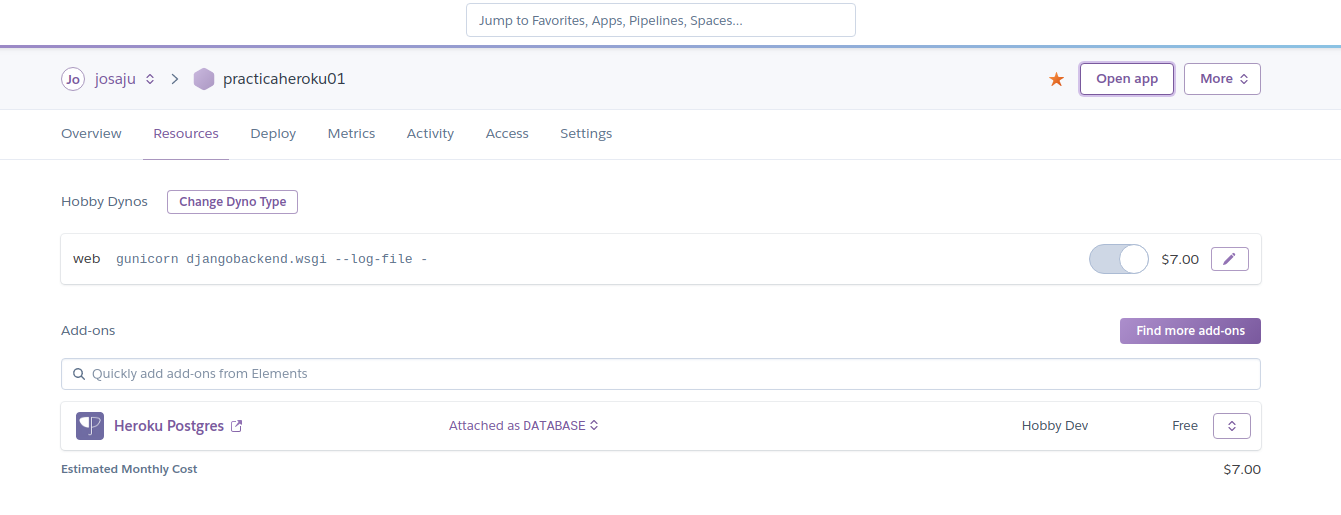 Jump to Favorites, Apps, Pipelines, Spaces...
Jo josaju practicaheroku01 Open app More
Overview Resources Deploy Metrics Activity Access Settings
Hobby Dynos Change Dyno Type
web gunicorn djangobackend.wsgi --log-file - $7.00
Add-ons Find more add-ons
Quickly add add-ons from Elements
Heroku Postgres Attached as DATABASE Hobby Dev Free
Estimated Monthly Cost $7.00